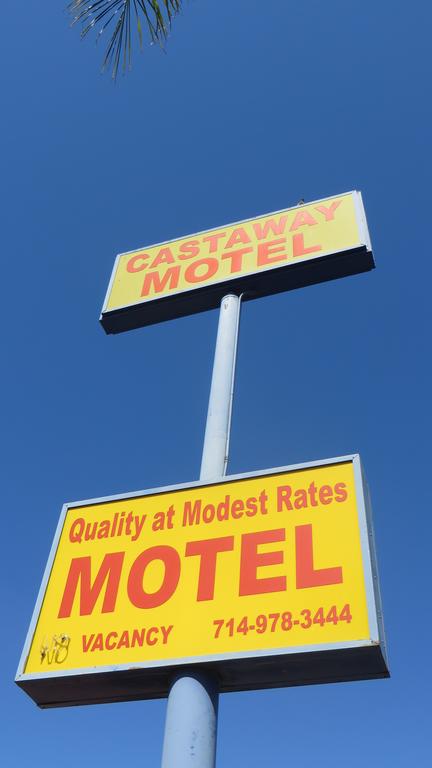 CASTAWAY
MOTEL
Quality at Modest Rates
MOTEL
VACANCY 714-978-3444